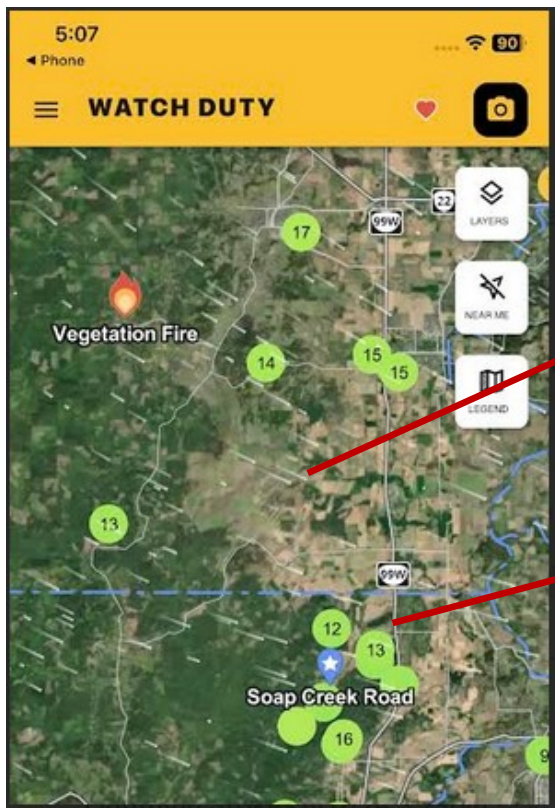 5:07
90
◄ Phone
WATCH DUTY
LAYERS
22
99W
17
NEAR ME
Vegetation Fire
14
15
15
LEGEND
13
99W
12
13
Soap Creek Road
16
9